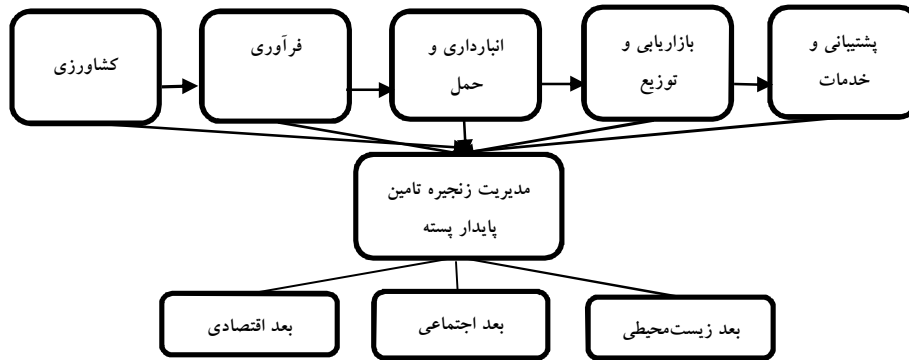 کشاورزی
فرآوری
انبارداری و
حمل
بازاریابی و
توزیع
پشتیبانی و
خدمات
مدیریت زنجیره تامین
پایدار پسته
بعد اقتصادی
بعد اجتماعی
بعد زیست‌محیطی